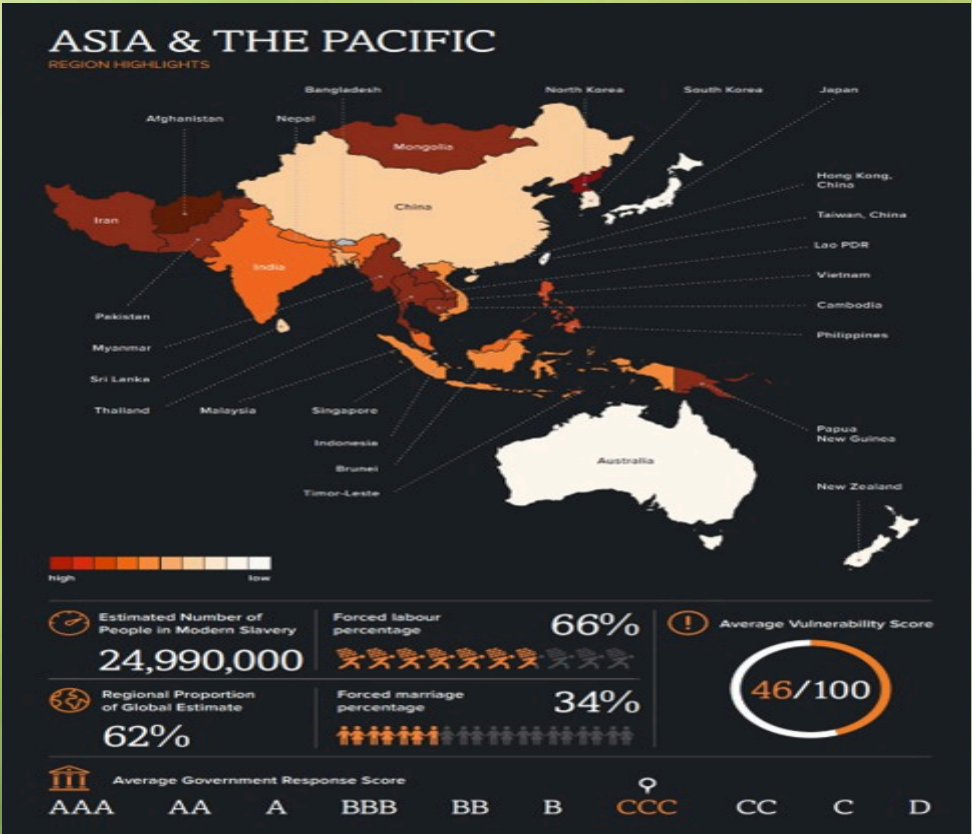 ASIA & THE PACIFIC
REGION HIGHLIGHTS
Bangladesh
North Korea
South Korea
Japan
Afghanistan
Nepal
Mongolia
Hong Kong,
China
China
Iran
Taiwan, China
Lao PDR
India
Vietnam
Cambodia
Pakistan
Philippines
Myanmar
Sri Lanka
Thailand
Malaysia
Singapore
Papua
New Guinea
Indonesia
Australia
Brunei
New Zealand
Timor-Leste
high
low
Estimated Number of
People in Modern Slavery
24,990,000
Forced labour
percentage
66%
Average Vulnerability Score
46/100
Regional Proportion
of Global Estimate
62%
Forced marriage
percentage
34%
Average Government Response Score
AAA AA A BBB BB B CCC CC C D